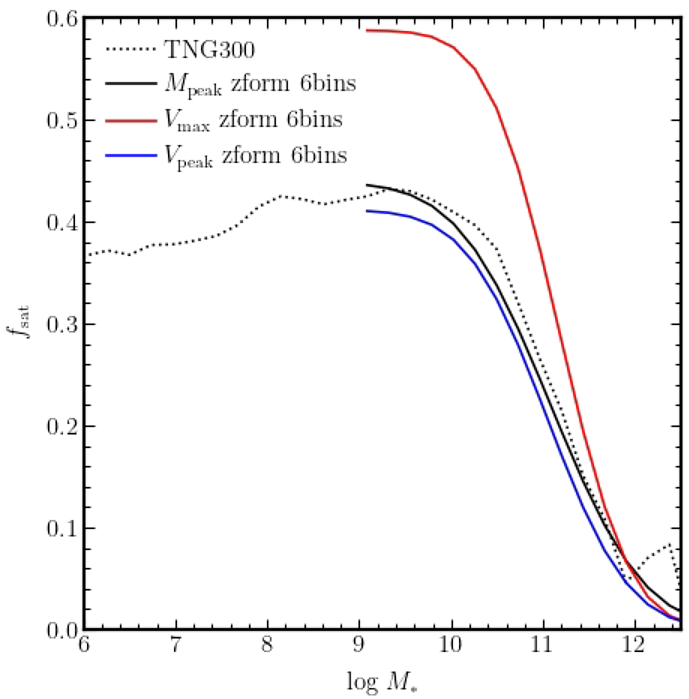 0.6
0.5
0.4
0.3
0.2
0.1
0.0
f_sat
TNG300
M_peak zform 6bins
V_max zform 6bins
V_peak zform 6bins
6 7 8 9 10 11 12
log M_*